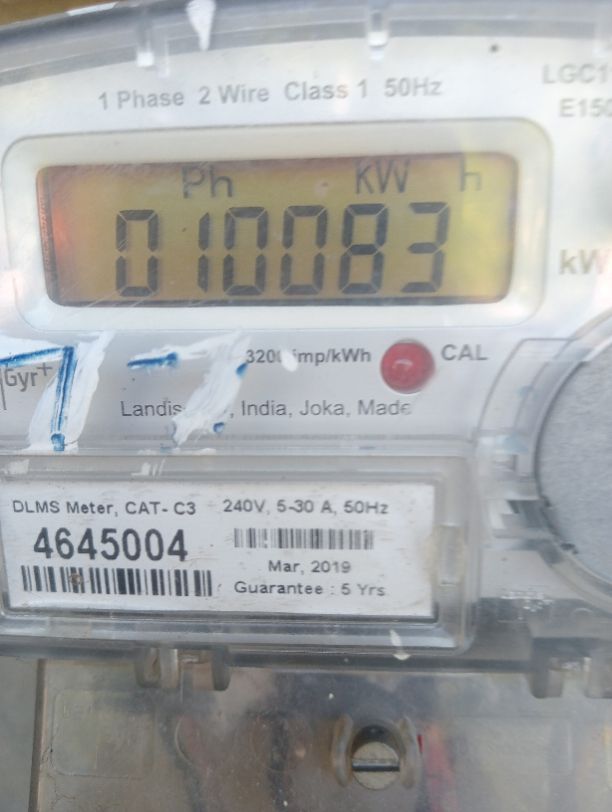 1 Phase 2 Wire Class 1 50Hz
Ph kW h
010083
imp/kWh CAL
Gyr+
India, Joka, Made
DLMS Meter, CAT- C3 240V, 5-30 A, 50Hz
4645004
Mar, 2019
Guarantee : 5 Yrs